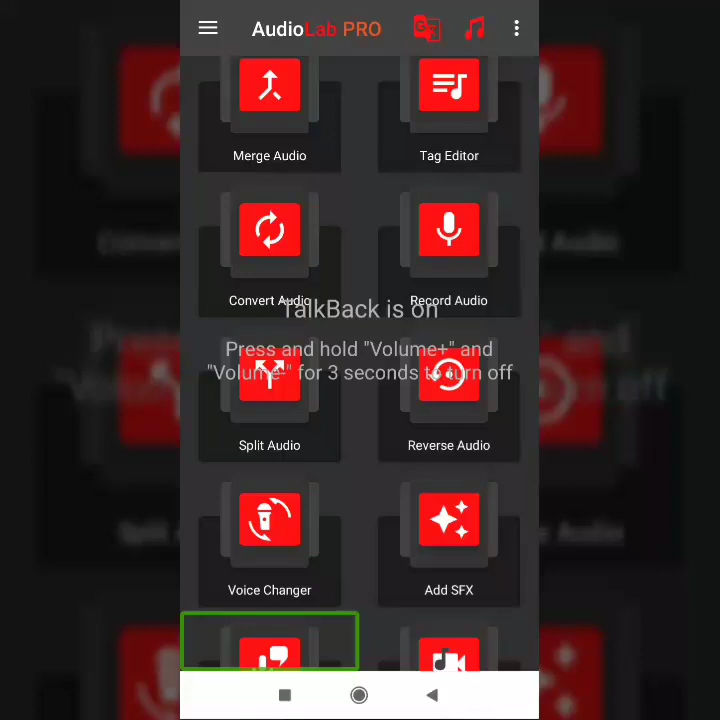 AudioLab PRO
Merge Audio
Tag Editor
Convert Audio
Record Audio
TalkBack is on
Press and hold "Volume+" and
"Volume-" for 3 seconds to turn off
Split Audio
Reverse Audio
Voice Changer
Add SFX